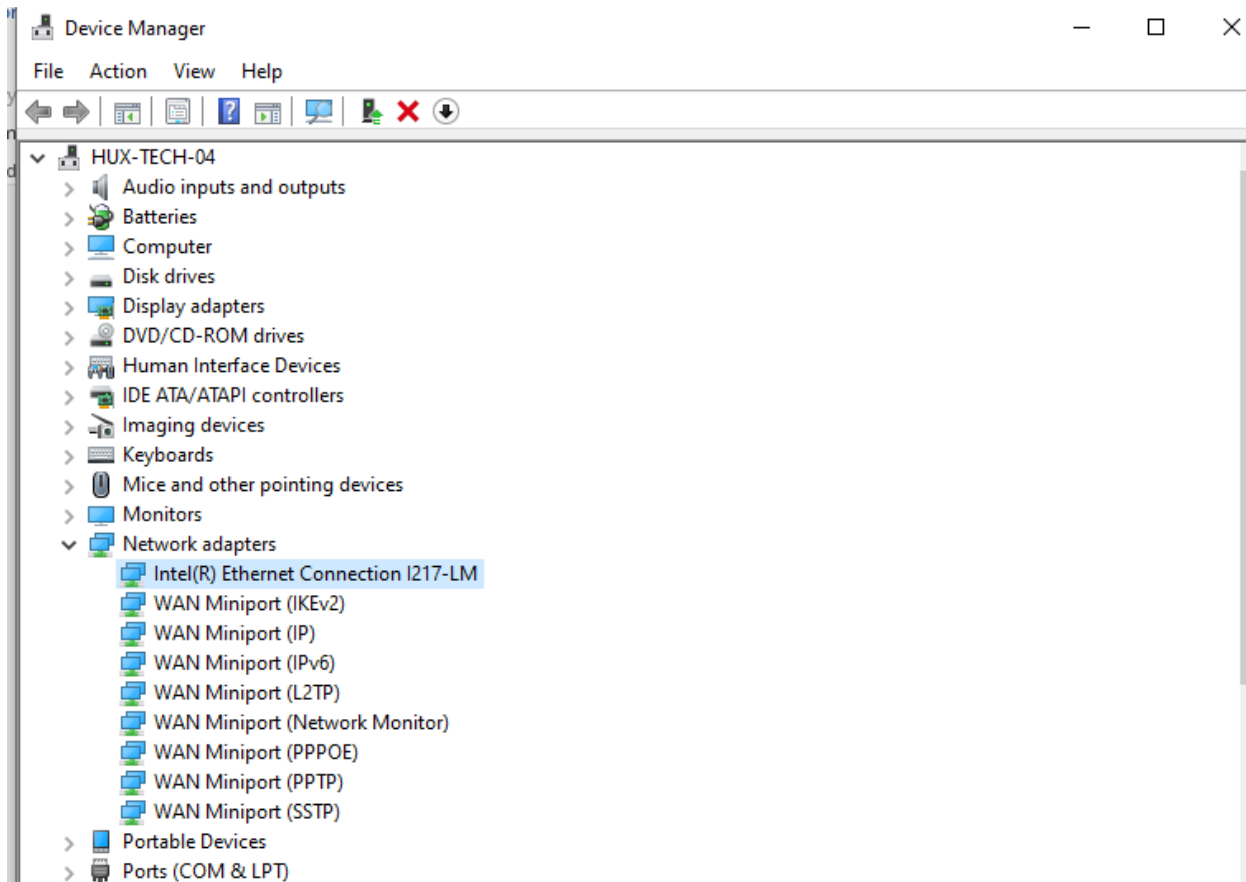 Device Manager
File Action View Help
HUX-TECH-04
Audio inputs and outputs
Batteries
Computer
Disk drives
Display adapters
DVD/CD-ROM drives
Human Interface Devices
IDE ATA/ATAPI controllers
Imaging devices
Keyboards
Mice and other pointing devices
Monitors
Network adapters
Intel(R) Ethernet Connection I217-LM
WAN Miniport (IKEv2)
WAN Miniport (IP)
WAN Miniport (IPv6)
WAN Miniport (L2TP)
WAN Miniport (Network Monitor)
WAN Miniport (PPPOE)
WAN Miniport (PPTP)
WAN Miniport (SSTP)
Portable Devices
Ports (COM & LPT)